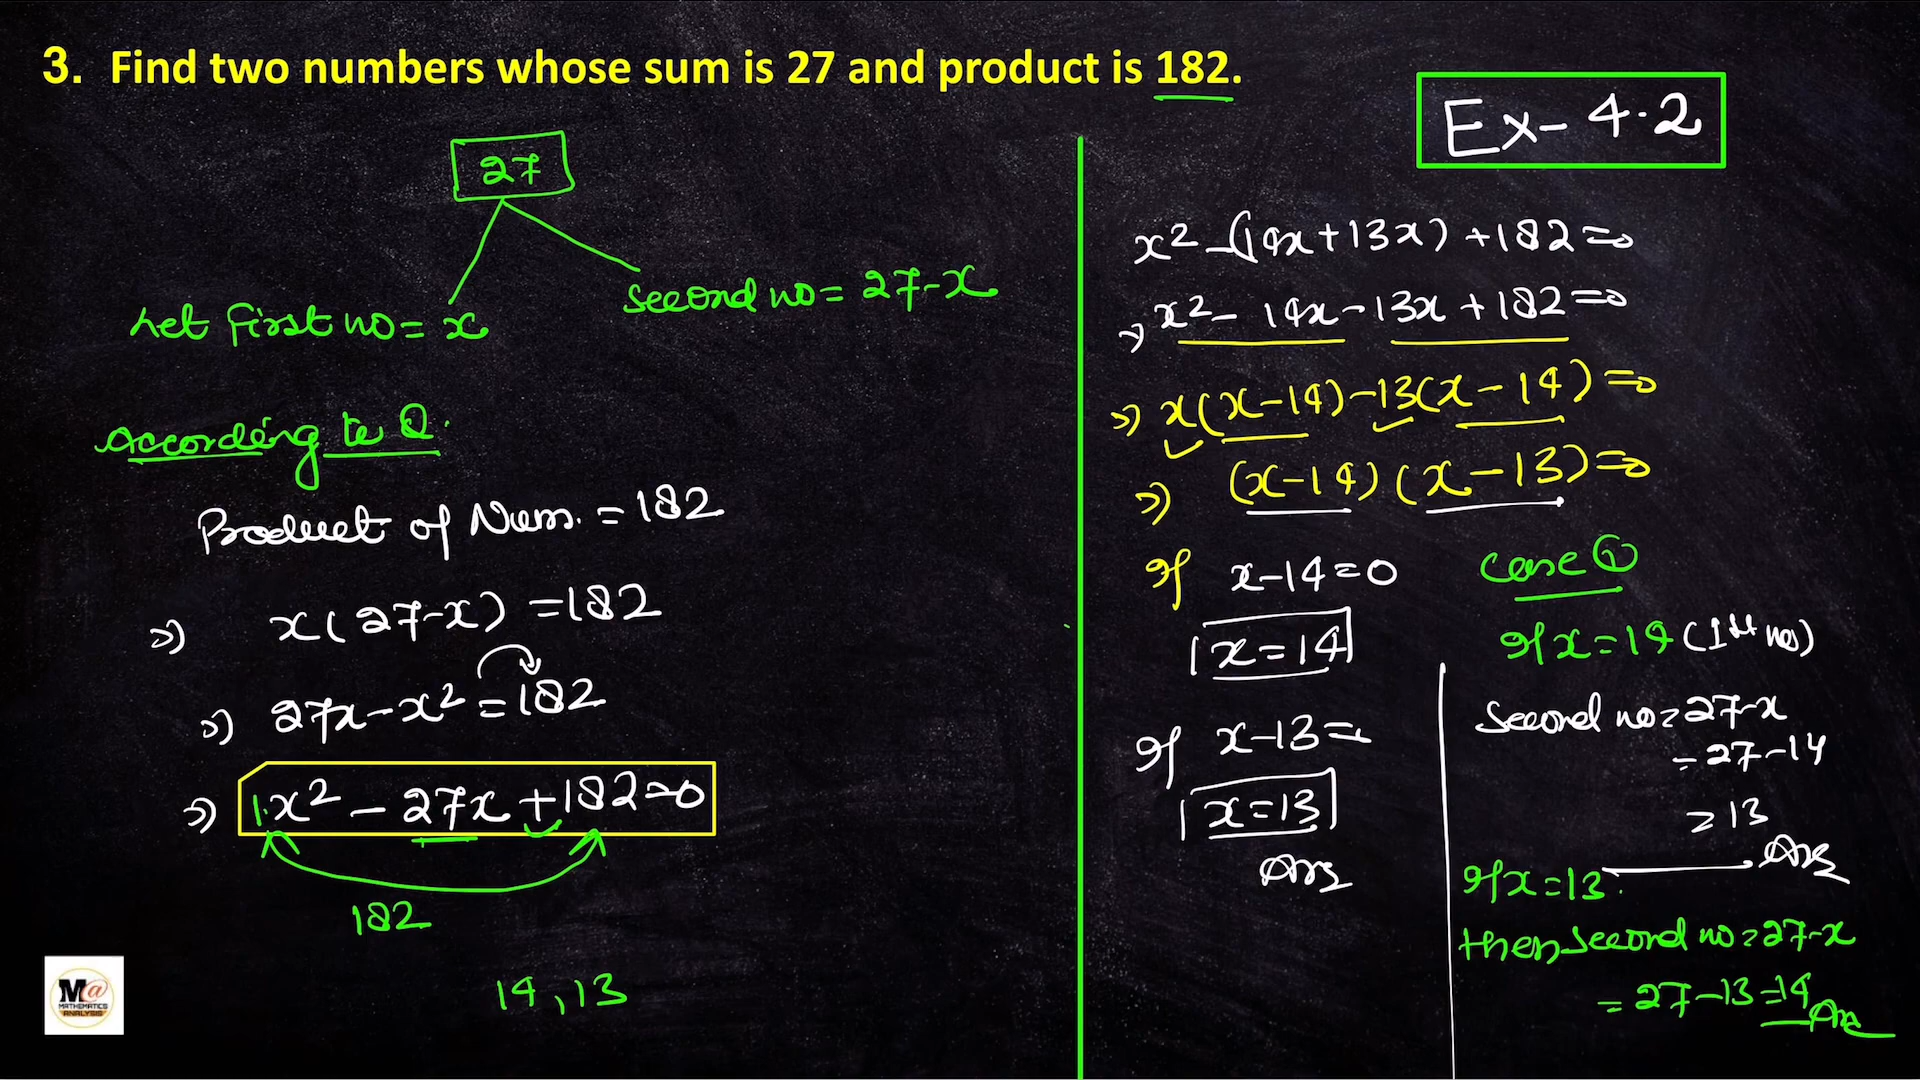 3. Find two numbers whose sum is 27 and product is 182.
Ex- 4.2
27
Let First no = x
Second no = 27-x
According to Q.
Product of Num. = 182
⇒ x(27-x) = 182
⇒ 27x-x² = 182
⇒ 1.x² - 27x + 182=0
182
14, 13
x² -(14x+13x) +182=0
⇒ x² - 14x - 13x + 182=0
⇒ x(x-14)-13(x-14)=0
⇒ (x-14)(x-13)=0
If x-14=0
x=14
If x-13=0
x=13
Ans
Case ①
If x=14 (1st no)
Second no = 27-x
= 27-14
= 13
Ans
If x=13
then Second no = 27-x
= 27-13=14 Ans
M@
MATHEMATICS
ANALYSIS